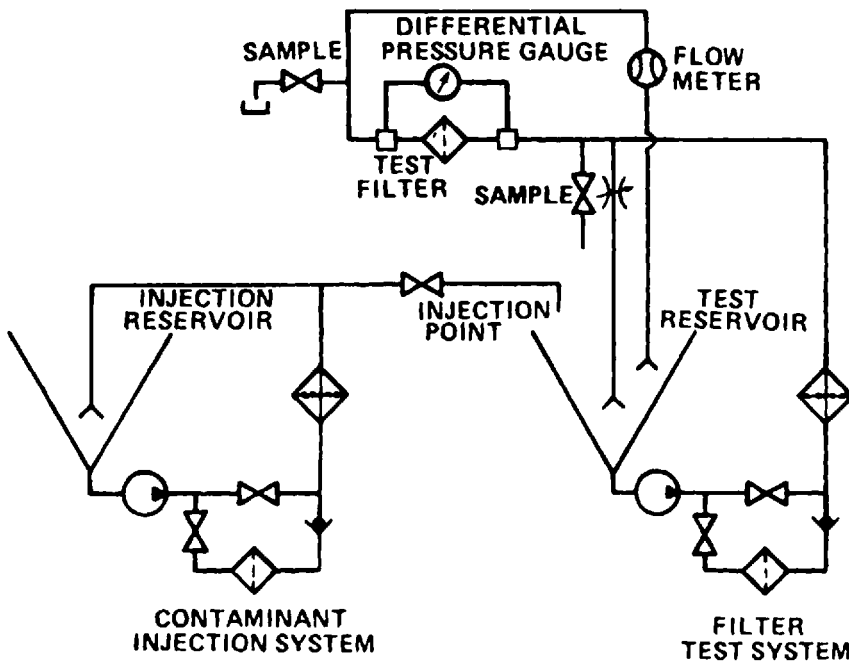 DIFFERENTIAL
PRESSURE GAUGE
SAMPLE
FLOW
METER
TEST
FILTER
SAMPLE
INJECTION
RESERVOIR
INJECTION
POINT
TEST
RESERVOIR
CONTAMINANT
INJECTION SYSTEM
FILTER
TEST SYSTEM